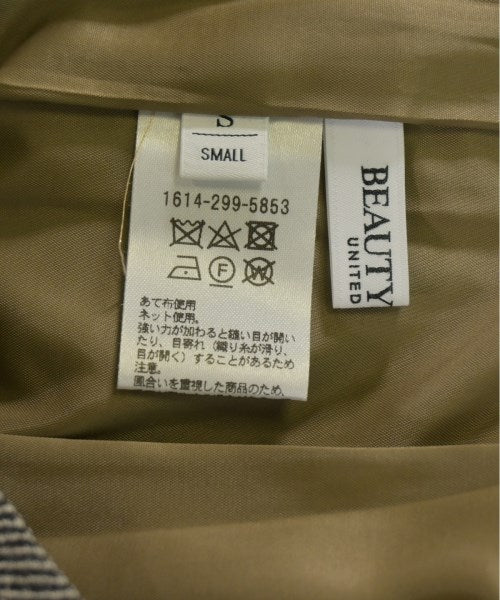 S
SMALL
1614-299-5853
F
W
あて布使用
ネット使用。
強い力が加わると縫い目が開い
たり、目寄れ(織り糸が滑り、
目が開く)することがあるため
注意。
風合いを重視した商品のため、
BEAUTY
UNITED